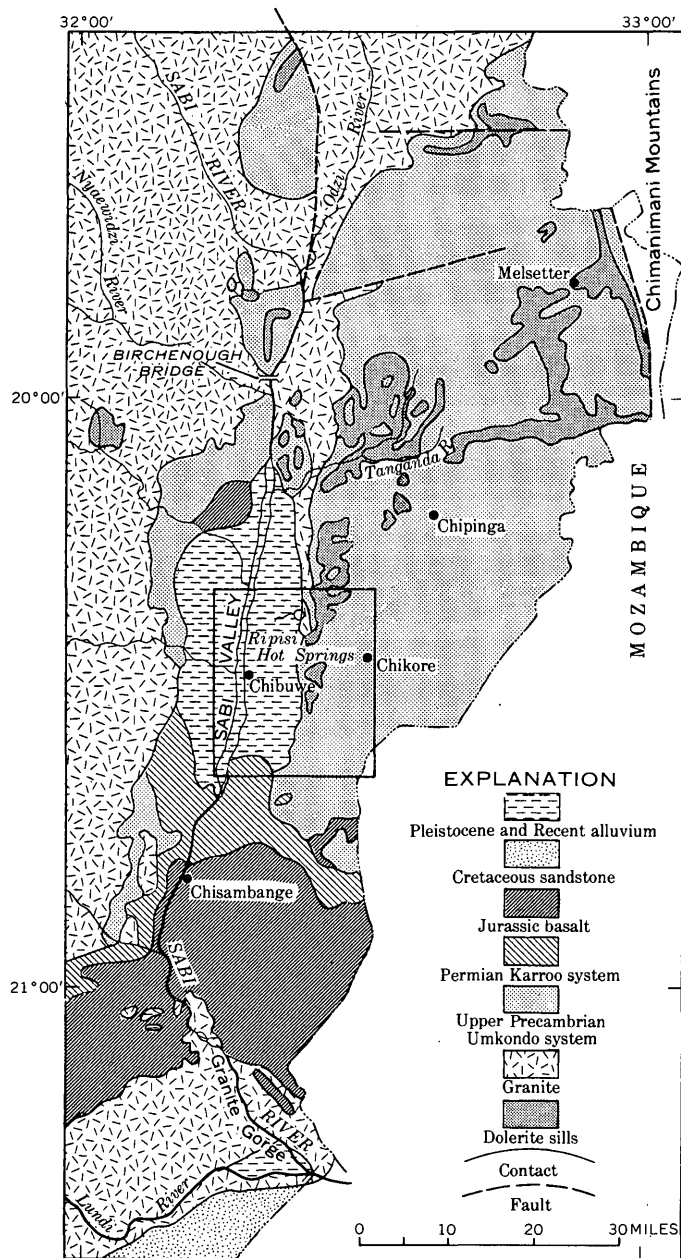 32°00'
33°00'
SABI
RIVER
Odzi
River
Nyaewidzi
River
Chimanimani Mountains
Melsetter
BIRCHENOUGH
BRIDGE
20°00'
Tanganda R
Chipinga
MOZAMBIQUE
SABI VALLEY
Ripisi
Hot Springs
Chikore
Chibuwe
Chisambange
21°00'
SABI
RIVER
Granite
Gorge
Lundi
River
EXPLANATION
Pleistocene and Recent alluvium
Cretaceous sandstone
Jurassic basalt
Permian Karroo system
Upper Precambrian
Umkondo system
Granite
Dolerite sills
Contact
Fault
0 10 20 30 MILES